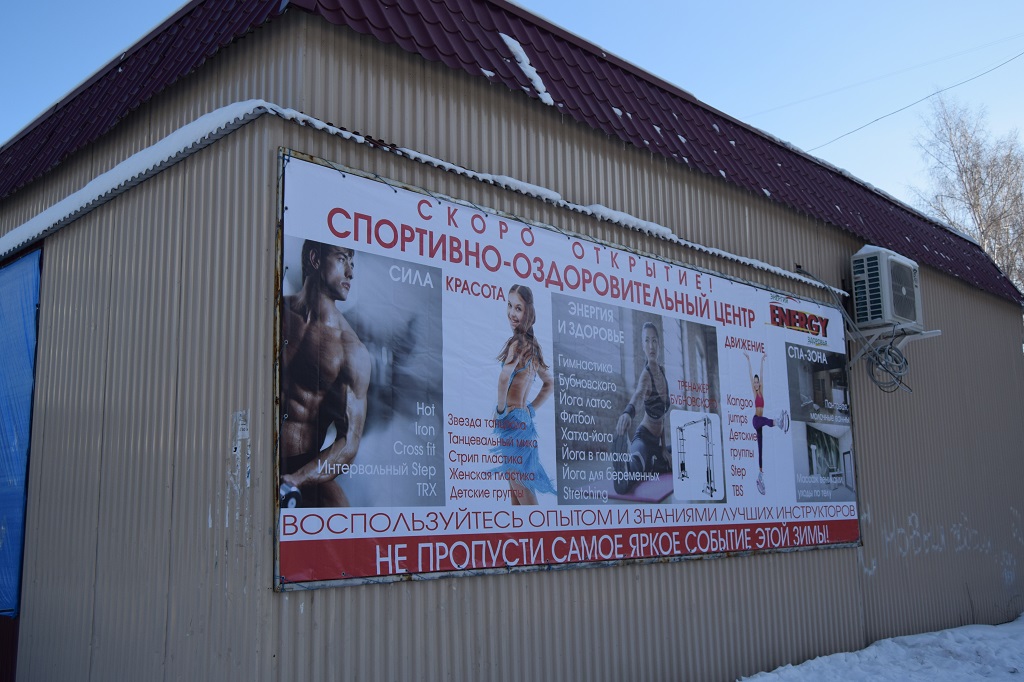 СКОРО ОТКРЫТИЕ!
СПОРТИВНО-ОЗДОРОВИТЕЛЬНЫЙ ЦЕНТР
ENERGY
СИЛА
Hot
Iron
Cross fit
Интервальный Step
TRX
КРАСОТА
Звезда танцпола
Танцевальный микс
Стрип пластика
Женская пластика
Детские группы
ЭНЕРГИЯ
И ЗДОРОВЬЕ
Гимнастика
Бубновского
Йога латос
Фитбол
Хатха-йога
Йога в гамаках
Йога для беременных
Stretching
ТРЕНАЖЕР
БУБНОВСКОГО
ДВИЖЕНИЕ
Kangoo
jumps
Детские
группы
Step
TBS
СПА-ЗОНА
ВОСПОЛЬЗУЙТЕСЬ ОПЫТОМ И ЗНАНИЯМИ ЛУЧШИХ ИНСТРУКТОРОВ
НЕ ПРОПУСТИ САМОЕ ЯРКОЕ СОБЫТИЕ ЭТОЙ ЗИМЫ!